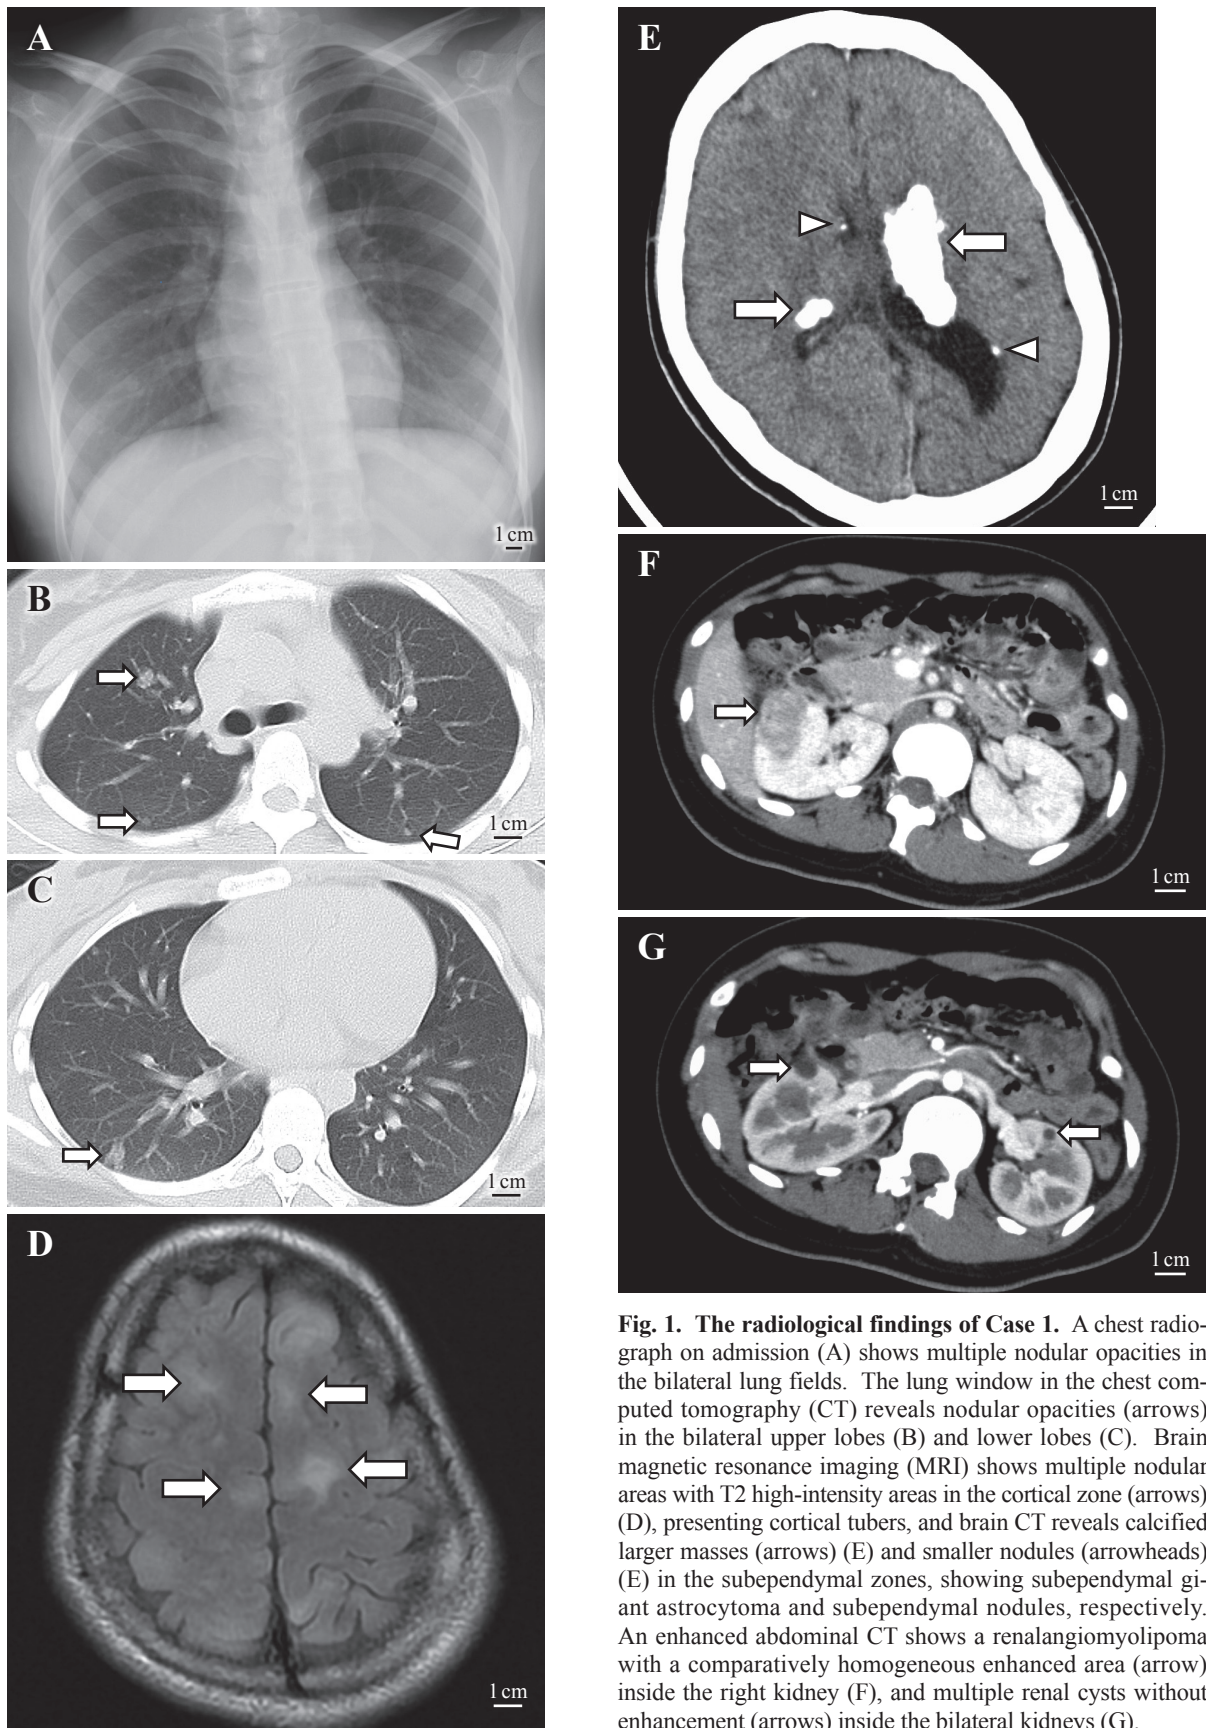 A
1 cm
B
1 cm
C
1 cm
D
1 cm
E
1 cm
F
1 cm
G
1 cm
Fig. 1. The radiological findings of Case 1. A chest radio-
graph on admission (A) shows multiple nodular opacities in
the bilateral lung fields. The lung window in the chest com-
puted tomography (CT) reveals nodular opacities (arrows)
in the bilateral upper lobes (B) and lower lobes (C). Brain
magnetic resonance imaging (MRI) shows multiple nodular
areas with T2 high-intensity areas in the cortical zone (arrows)
(D), presenting cortical tubers, and brain CT reveals calcified
larger masses (arrows) (E) and smaller nodules (arrowheads)
(E) in the subependymal zones, showing subependymal gi-
ant astrocytoma and subependymal nodules, respectively.
An enhanced abdominal CT shows a renalangiomyolipoma
with a comparatively homogeneous enhanced area (arrow)
inside the right kidney (F), and multiple renal cysts without
enhancement (arrows) inside the bilateral kidneys (G).